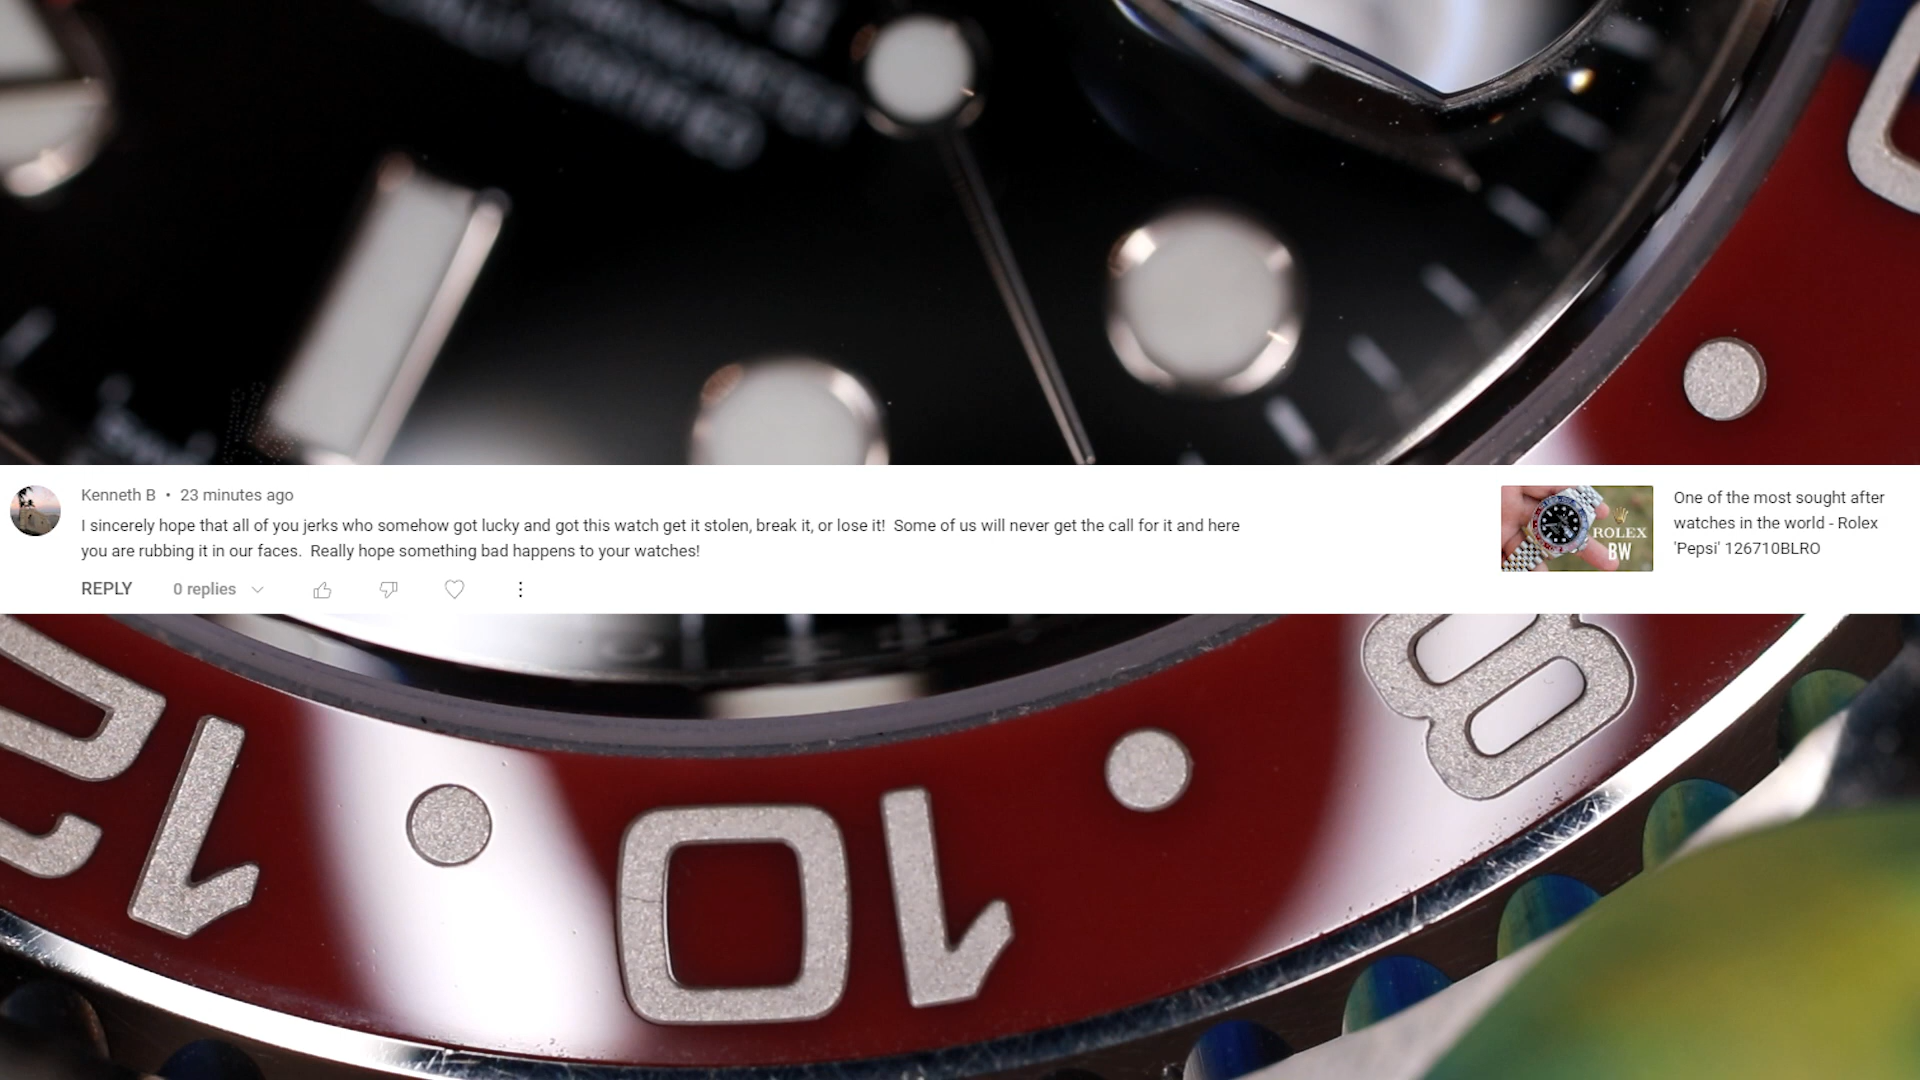 Kenneth B • 23 minutes ago
I sincerely hope that all of you jerks who somehow got lucky and got this watch get it stolen, break it, or lose it!  Some of us will never get the call for it and here
you are rubbing it in our faces.  Really hope something bad happens to your watches!
REPLY 0 replies
ROLEX
BW
One of the most sought after
watches in the world - Rolex
'Pepsi' 126710BLRO
8
10
12